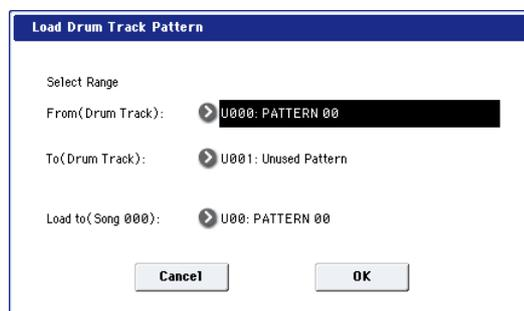 Load Drum Track Pattern
Select Range
From(Drum Track): U000: PATTERN 00
To(Drum Track): U001: Unused Pattern
Load to(Song 000): U00: PATTERN 00
Cancel OK